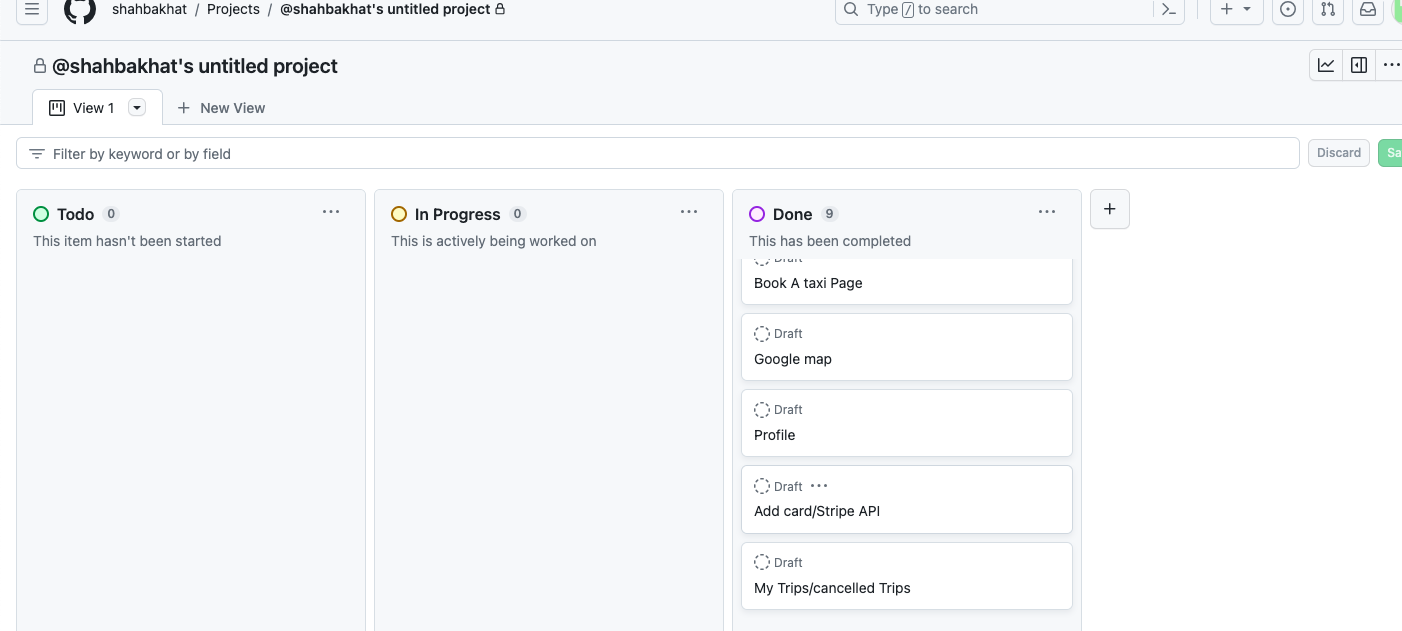 shahbakhat / Projects / @shahbakhat's untitled project
Type / to search
@shahbakhat's untitled project
View 1
New View
Filter by keyword or by field
Discard
Sa
Todo 0
This item hasn't been started
In Progress 0
This is actively being worked on
Done 9
This has been completed
Draft
Book A taxi Page
Draft
Google map
Draft
Profile
Draft
Add card/Stripe API
Draft
My Trips/cancelled Trips